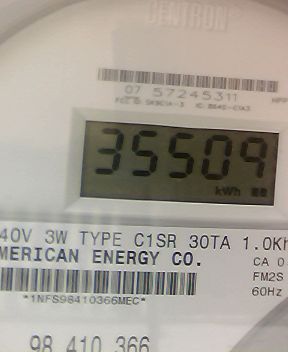 CENTRON®
07 57245311
35509
kWh
40V 3W TYPE C1SR 30TA 1.0Kh
MERICAN ENERGY CO.
CA 0
FM2S
60Hz
*1NFS98410366MEC*
98 410 366